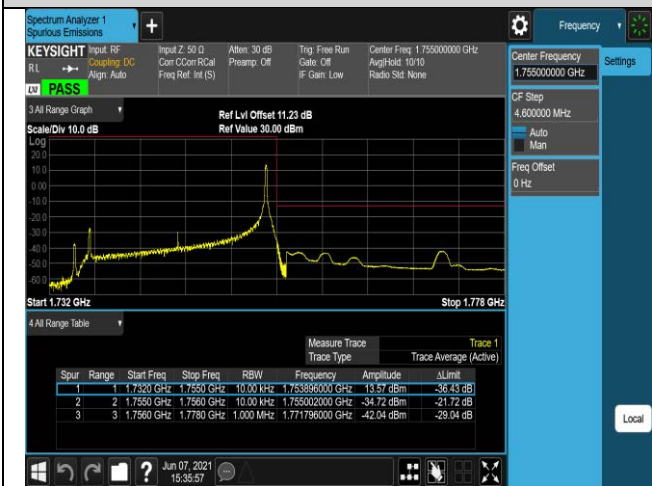 Spectrum Analyzer 1
Spurious Emissions
Frequency
KEYSIGHT Input: RF Input Z: 50 Ω Atten: 30 dB Trig: Free Run Center Freq: 1.755000000 GHz
RL Coupling: DC Corr CCorr RCal Preamp: Off Gate: Off Avg|Hold: 10/10
Align: Auto Freq Ref: Int (S) IF Gain: Low Radio Std: None
LXI PASS
3 All Range Graph
Ref Lvl Offset 11.23 dB
Scale/Div 10.0 dB Ref Value 30.00 dBm
Log
20.0
10.0
0.00
-10.0
-20.0
-30.0
-40.0
-50.0
-60.0
Start 1.732 GHz Stop 1.778 GHz
4 All Range Table
Measure Trace Trace 1
Trace Type Trace Average (Active)
Spur Range Start Freq Stop Freq RBW Frequency Amplitude ΔLimit
1 1 1.7320 GHz 1.7550 GHz 10.00 kHz 1.753896000 GHz 13.57 dBm -36.43 dB
2 2 1.7550 GHz 1.7560 GHz 10.00 kHz 1.755002000 GHz -34.72 dBm -21.72 dB
3 3 1.7560 GHz 1.7780 GHz 1.000 MHz 1.771796000 GHz -42.04 dBm -29.04 dB
Center Frequency
1.755000000 GHz
Settings
CF Step
4.600000 MHz
Auto
Man
Freq Offset
0 Hz
Local
Jun 07, 2021
15:35:57